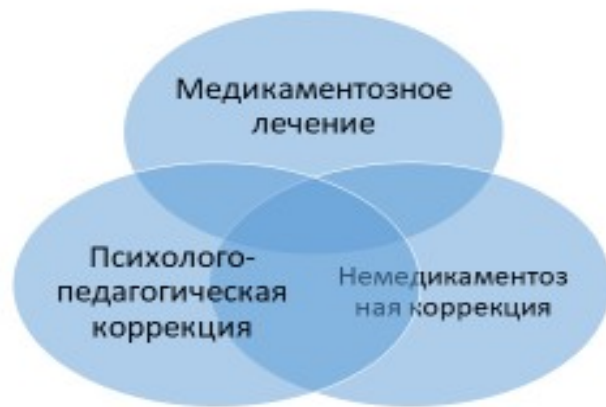 Медикаментозное
лечение
Психолого-
педагогическая
коррекция
Немедикаментоз
ная коррекция